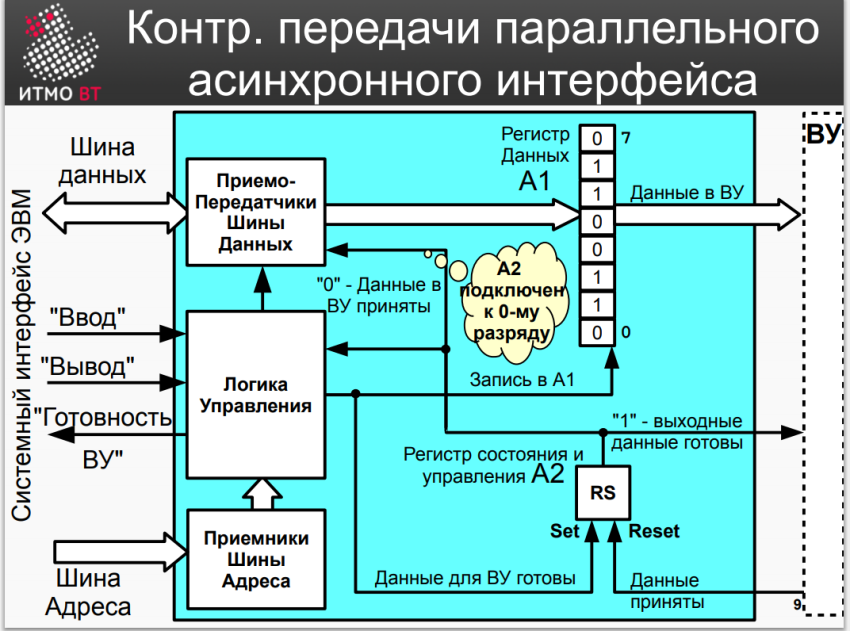 Контр. передачи параллельного
асинхронного интерфейса
ИТМО ВТ
ВУ
Шина
данных
Приемо-
Передатчики
Шины
Данных
Регистр
Данных
А1
0 7
1
1
0
0
1
1
0 0
Данные в ВУ
"0" - Данные в
ВУ приняты
А2
подключен
к 0-му
разряду
Системный интерфейс ЭВМ
"Ввод"
"Вывод"
"Готовность
ВУ"
Логика
Управления
Запись в А1
"1" - выходные
данные готовы
Регистр состояния и
управления А2
RS
Set
Reset
Приемники
Шины
Адреса
Шина
Адреса
Данные для ВУ готовы
Данные
приняты
9